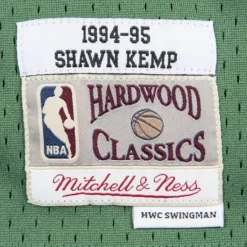 1994-95
SHAWN KEMP
HARDWOOD
NBA
CLASSICS
Mitchell & Ness
HWC SWINGMAN